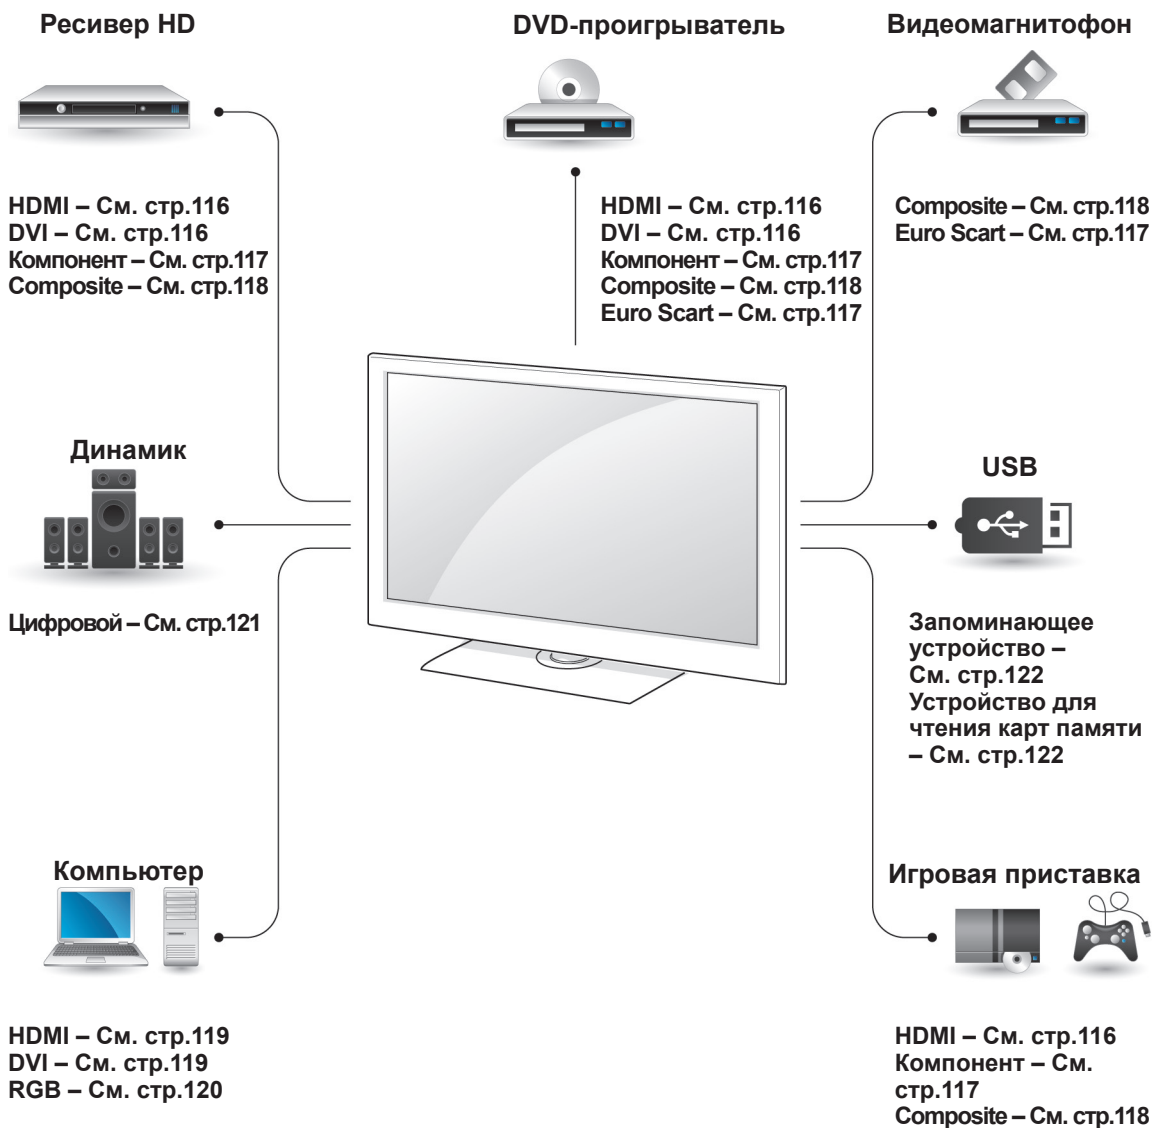 Ресивер HD
HDMI – См. стр.116
DVI – См. стр.116
Компонент – См. стр.117
Composite – См. стр.118
DVD-проигрыватель
HDMI – См. стр.116
DVI – См. стр.116
Компонент – См. стр.117
Composite – См. стр.118
Euro Scart – См. стр.117
Видеомагнитофон
Composite – См. стр.118
Euro Scart – См. стр.117
Динамик
Цифровой – См. стр.121
USB
Запоминающее
устройство –
См. стр.122
Устройство для
чтения карт памяти
– См. стр.122
Компьютер
HDMI – См. стр.119
DVI – См. стр.119
RGB – См. стр.120
Игровая приставка
HDMI – См. стр.116
Компонент – См.
стр.117
Composite – См. стр.118